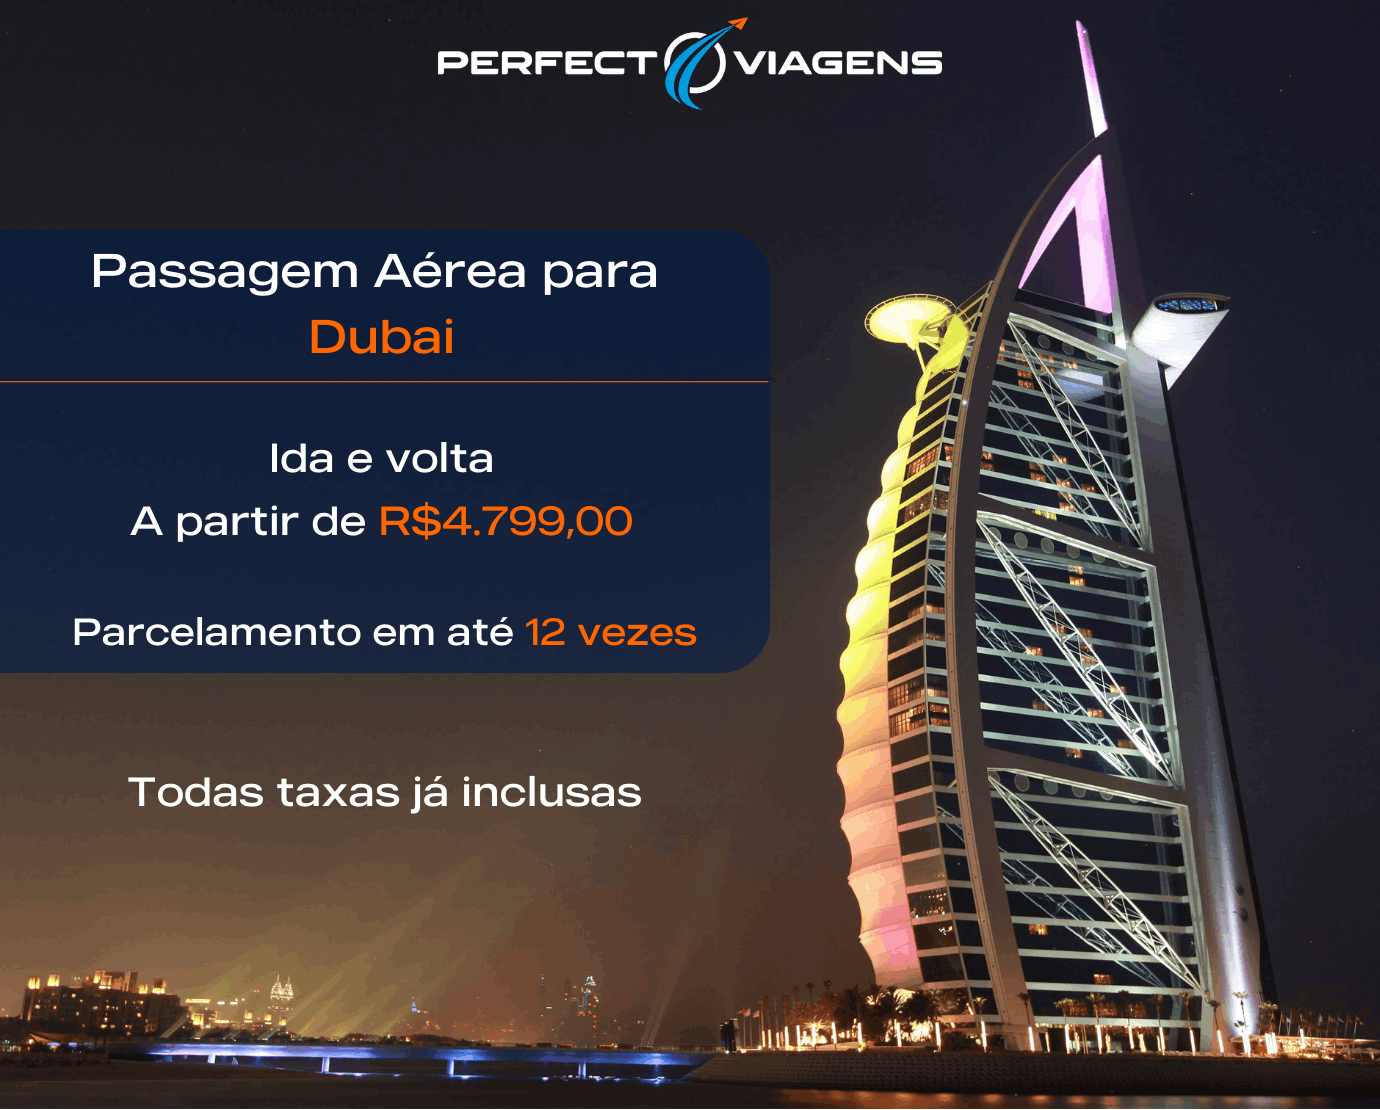 PERFECT VIAGENS
Passagem Aérea para
Dubai
Ida e volta
A partir de R$4.799,00
Parcelamento em até 12 vezes
Todas taxas já inclusas